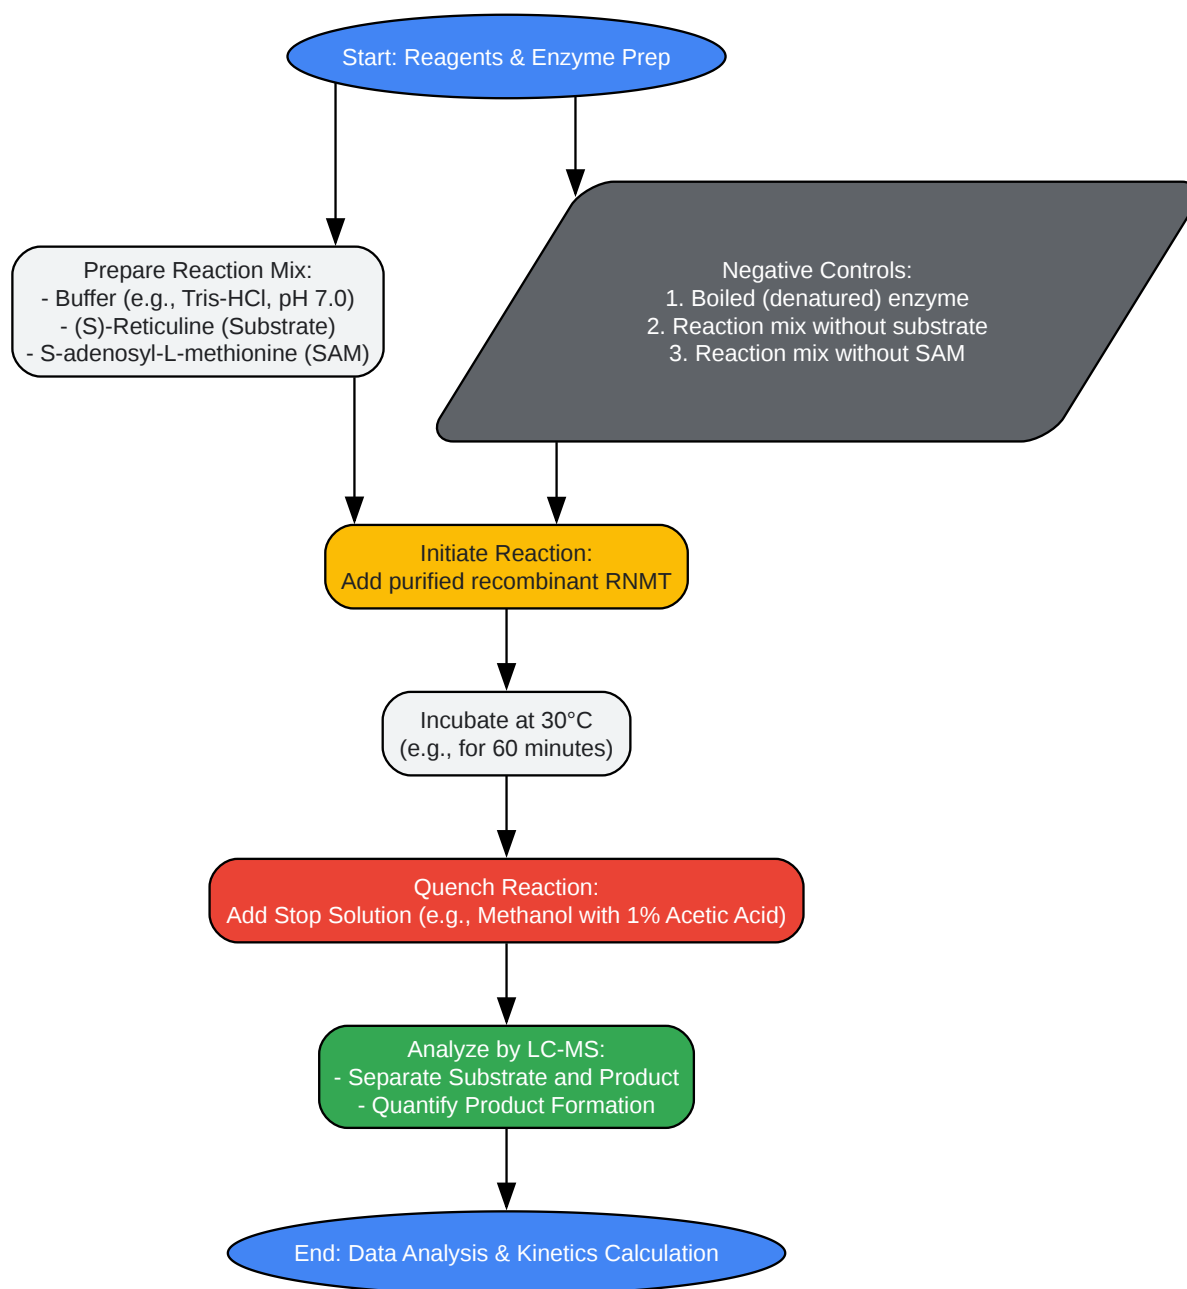 Start: Reagents & Enzyme Prep
Prepare Reaction Mix:
- Buffer (e.g., Tris-HCl, pH 7.0)
- (S)-Reticuline (Substrate)
- S-adenosyl-L-methionine (SAM)
Negative Controls:
1. Boiled (denatured) enzyme
2. Reaction mix without substrate
3. Reaction mix without SAM
Initiate Reaction:
Add purified recombinant RNMT
Incubate at 30°C
(e.g., for 60 minutes)
Quench Reaction:
Add Stop Solution (e.g., Methanol with 1% Acetic Acid)
Analyze by LC-MS:
- Separate Substrate and Product
- Quantify Product Formation
End: Data Analysis & Kinetics Calculation